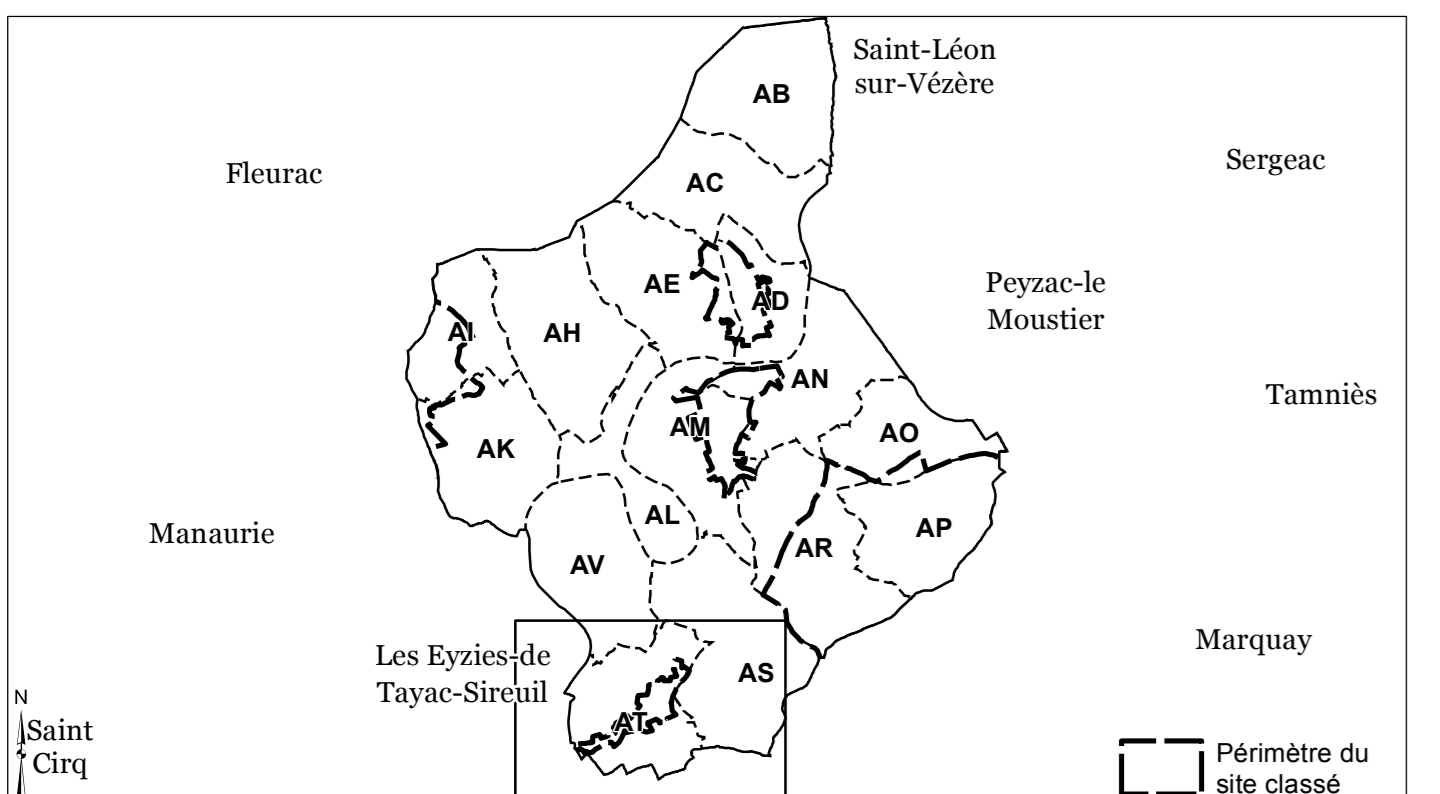 Saint-Léon
sur-Vézère
AB
Sergeac
Fleurac
AC
AE
AD
Peyzac-le
Moustier
AI
AH
AN
Tamniès
AM
AO
AK
AL
AP
Manaurie
AR
AV
Marquay
Les Eyzies-de
Tayac-Sireuil
AS
N
AT
Saint
Cirq
Périmètre du
site classé